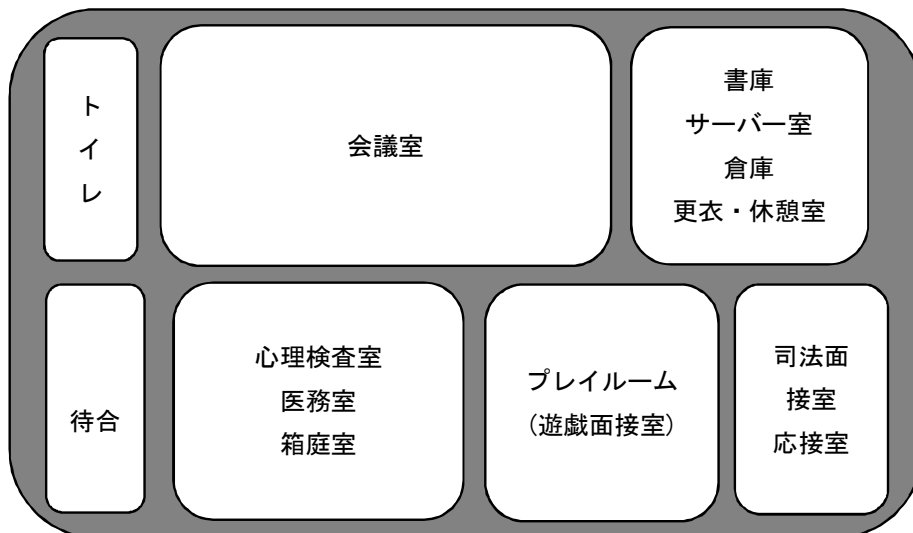 トイレ
会議室
書庫
サーバー室
倉庫
更衣・休憩室
待合
心理検査室
医務室
箱庭室
プレイルーム
(遊戯面接室)
司法面
接室
応接室